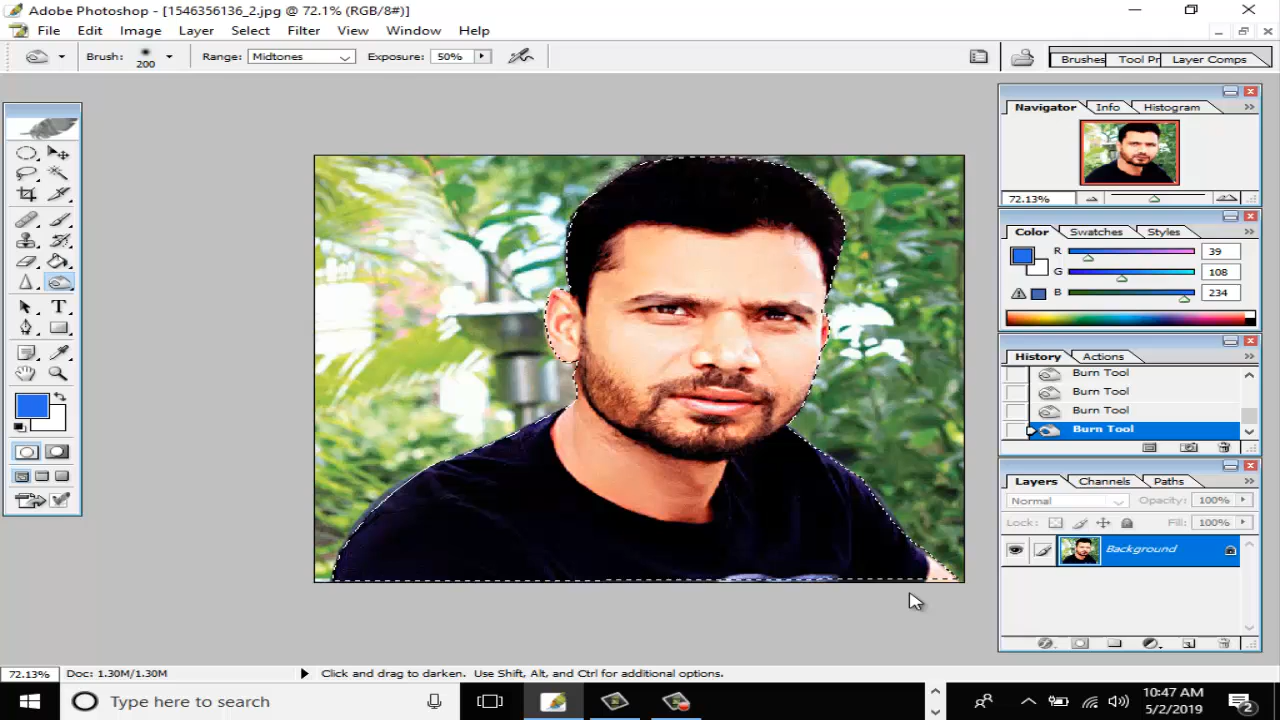 Adobe Photoshop - [1546356136_2.jpg @ 72.1% (RGB/8#)]
File Edit Image Layer Select Filter View Window Help
Brush: 200 Range: Midtones Exposure: 50% Brushes Tool Pr Layer Comps
Navigator Info Histogram
72.13%
Color Swatches Styles
R 39
G 108
B 234
T
History Actions
Burn Tool
Burn Tool
Burn Tool
Burn Tool
Layers Channels Paths
Normal Opacity: 100%
Lock: Fill: 100%
Background
72.13% Doc: 1.30M/1.30M Click and drag to darken. Use Shift, Alt, and Ctrl for additional options.
Type here to search
10:47 AM
5/2/2019
2